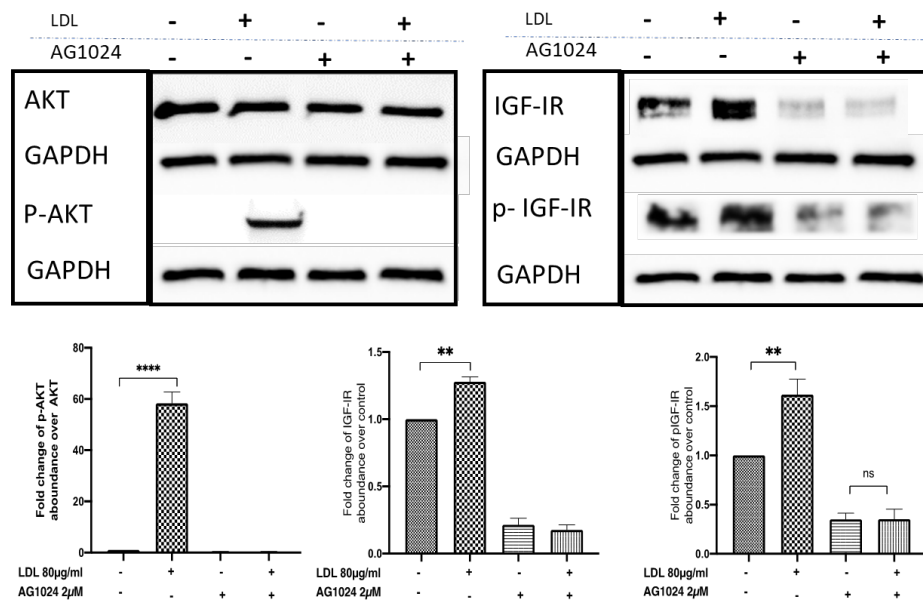 LDL - + - +
AG1024 - - + +
AKT
GAPDH
P-AKT
GAPDH
LDL - + - +
AG1024 - - + +
IGF-IR
GAPDH
p- IGF-IR
GAPDH
Fold change of p-AKT
aboundance over AKT
80
60
40
20
0
****
LDL 80µg/ml - + - +
AG1024 2µM - - + +
Fold change of IGF-IR
aboundance over control
1.5
1.0
0.5
0.0
**
LDL 80µg/ml - + - +
AG1024 2µM - - + +
Fold change of pIGF-IR
aboundance over control
2.0
1.5
1.0
0.5
0.0
**
ns
LDL 80µg/ml - + - +
AG1024 2µM - - + +